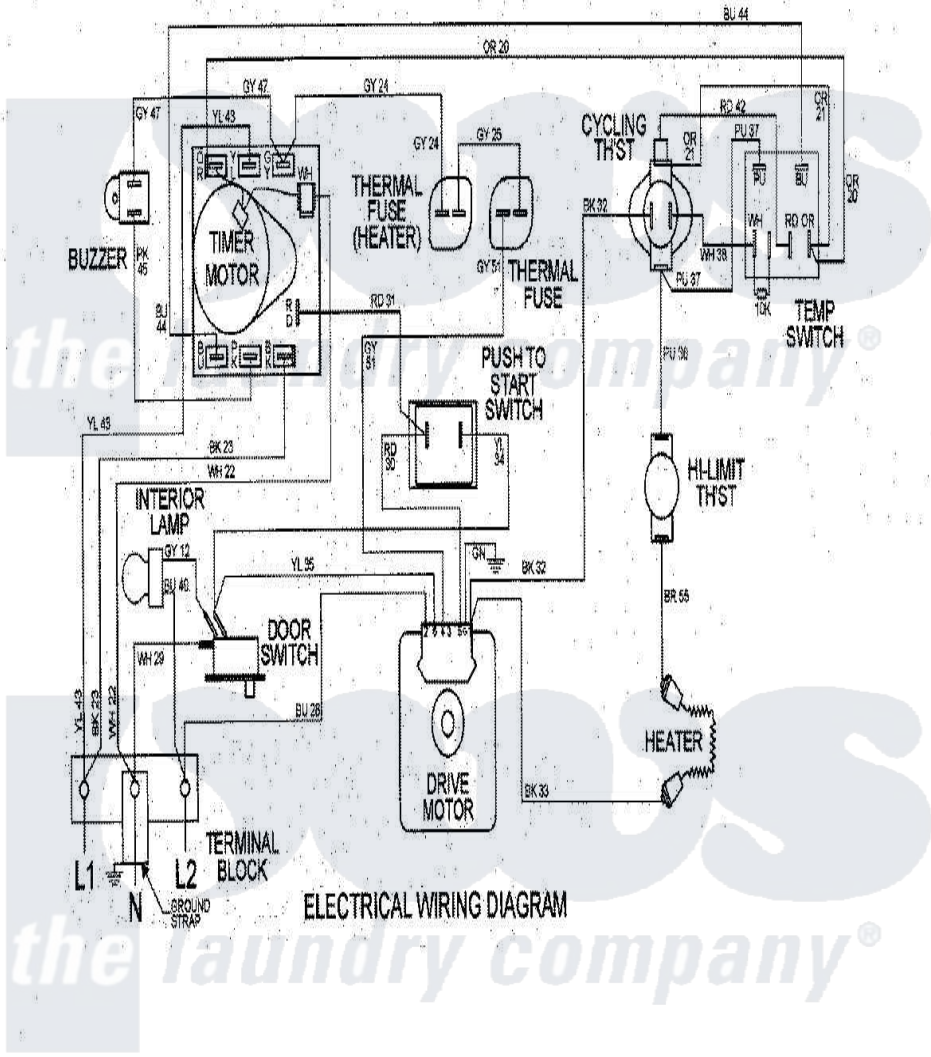 BU 44
OR 20
GY 47
GY 24
GY 47
YL 43
GY 24
GY 25
CYCLING
TH'ST
RD 42
OR
21
OR
21
PU 37
OR
20
O
R
Y
L
G
Y
WH
PU
BU
THERMAL
FUSE
(HEATER)
BK 32
WH
RD OR
TIMER
MOTOR
BUZZER
PK
45
WH 38
GY 51
THERMAL
FUSE
PU 37
10K
RD 31
R
D
TEMP
SWITCH
BU
44
GY
51
B
U
P
K
B
K
PU 36
PUSH TO
START
SWITCH
the laundry company®
YL 43
BK 23
WH 22
RD
30
YL
34
HI-LIMIT
TH'ST
INTERIOR
LAMP
GY 12
BU 40
GN
YL 35
BK 32
BR 55
DOOR
SWITCH
WH 29
YL 43
BK 23
WH 22
BU 28
HEATER
DRIVE
MOTOR
BK 33
TERMINAL
BLOCK
L1
N
L2
GROUND
STRAP
ELECTRICAL WIRING DIAGRAM
the laundry company®